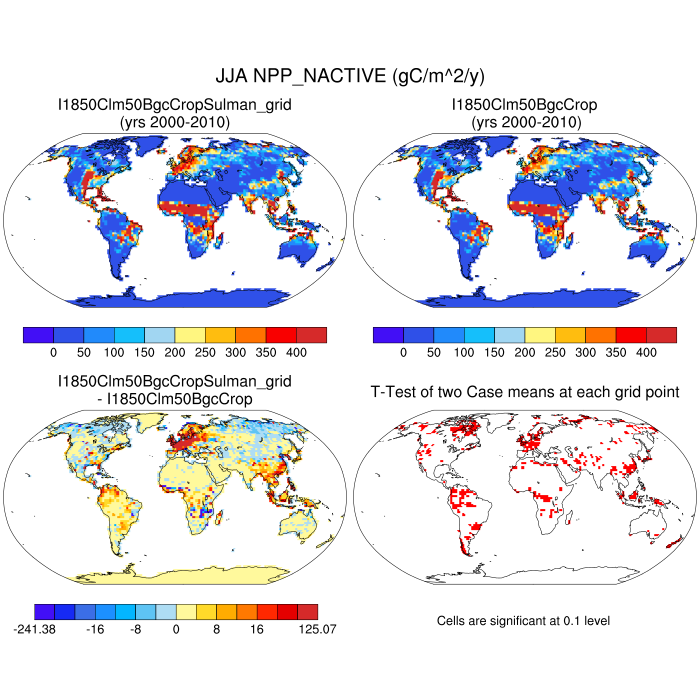 JJA NPP_NACTIVE (gC/m^2/y)
I1850Clm50BgcCropSulman_grid
(yrs 2000-2010)
I1850Clm50BgcCrop
(yrs 2000-2010)
0 50 100 150 200 250 300 350 400
0 50 100 150 200 250 300 350 400
I1850Clm50BgcCropSulman_grid
- I1850Clm50BgcCrop
T-Test of two Case means at each grid point
-241.38 -16 -8 0 8 16 125.07
Cells are significant at 0.1 level